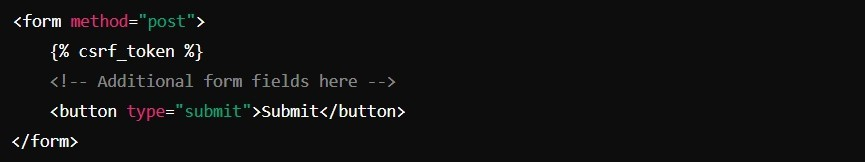 <form method="post">
    {% csrf_token %}
    <!-- Additional form fields here -->
    <button type="submit">Submit</button>
</form>